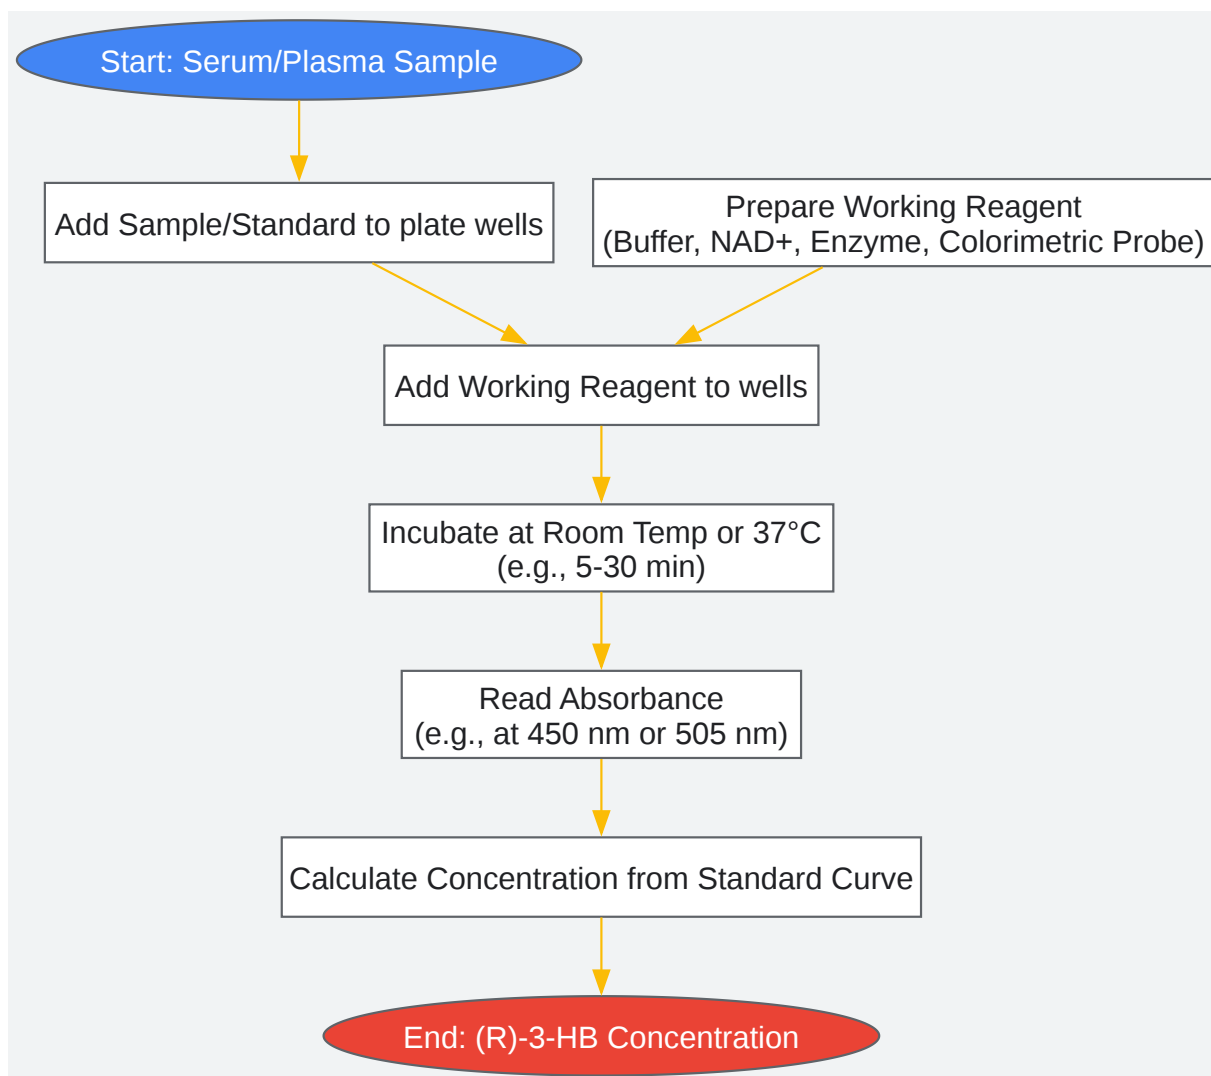 Start: Serum/Plasma Sample
Add Sample/Standard to plate wells
Prepare Working Reagent
(Buffer, NAD+, Enzyme, Colorimetric Probe)
Add Working Reagent to wells
Incubate at Room Temp or 37°C
(e.g., 5-30 min)
Read Absorbance
(e.g., at 450 nm or 505 nm)
Calculate Concentration from Standard Curve
End: (R)-3-HB Concentration